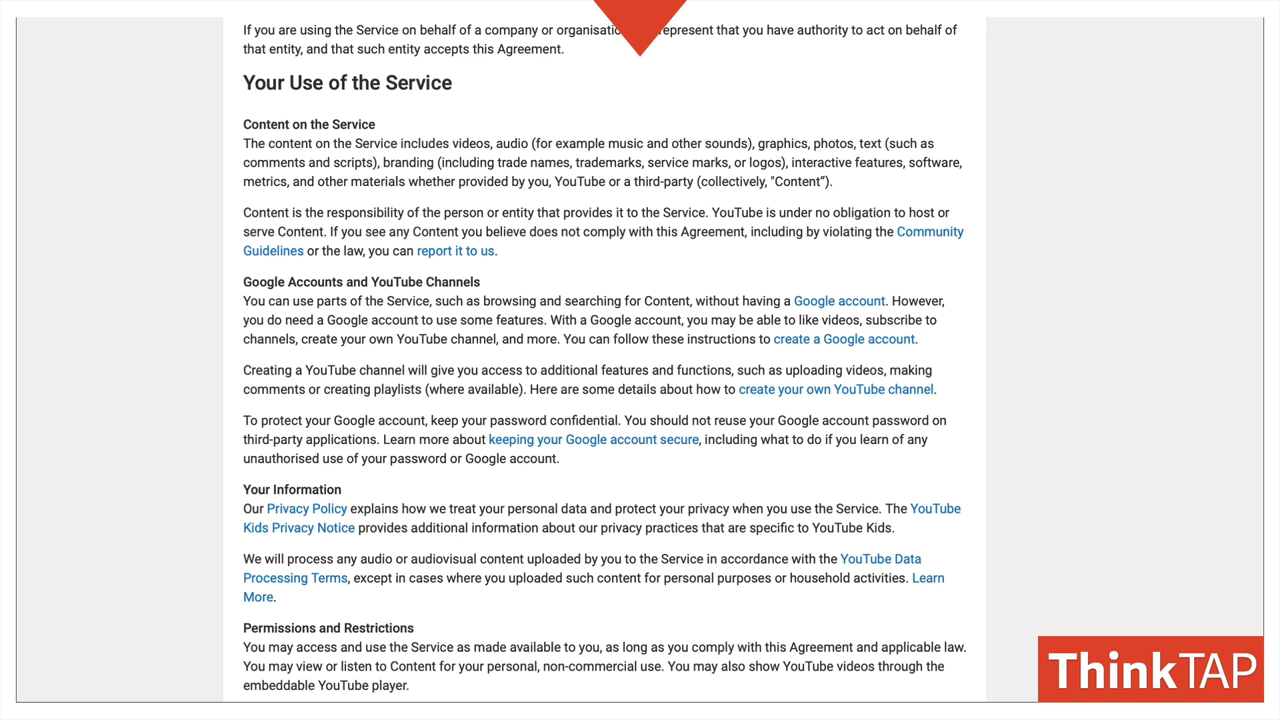 If you are using the Service on behalf of a company or organisatio represent that you have authority to act on behalf of
that entity, and that such entity accepts this Agreement.
Your Use of the Service
Content on the Service
The content on the Service includes videos, audio (for example music and other sounds), graphics, photos, text (such as
comments and scripts), branding (including trade names, trademarks, service marks, or logos), interactive features, software,
metrics, and other materials whether provided by you, YouTube or a third-party (collectively, "Content”).
Content is the responsibility of the person or entity that provides it to the Service. YouTube is under no obligation to host or
serve Content. If you see any Content you believe does not comply with this Agreement, including by violating the Community
Guidelines or the law, you can report it to us.
Google Accounts and YouTube Channels
You can use parts of the Service, such as browsing and searching for Content, without having a Google account. However,
you do need a Google account to use some features. With a Google account, you may be able to like videos, subscribe to
channels, create your own YouTube channel, and more. You can follow these instructions to create a Google account.
Creating a YouTube channel will give you access to additional features and functions, such as uploading videos, making
comments or creating playlists (where available). Here are some details about how to create your own YouTube channel.
To protect your Google account, keep your password confidential. You should not reuse your Google account password on
third-party applications. Learn more about keeping your Google account secure, including what to do if you learn of any
unauthorised use of your password or Google account.
Your Information
Our Privacy Policy explains how we treat your personal data and protect your privacy when you use the Service. The YouTube
Kids Privacy Notice provides additional information about our privacy practices that are specific to YouTube Kids.
We will process any audio or audiovisual content uploaded by you to the Service in accordance with the YouTube Data
Processing Terms, except in cases where you uploaded such content for personal purposes or household activities. Learn
More.
Permissions and Restrictions
You may access and use the Service as made available to you, as long as you comply with this Agreement and applicable law.
You may view or listen to Content for your personal, non-commercial use. You may also show YouTube videos through the
embeddable YouTube player.
ThinkTAP